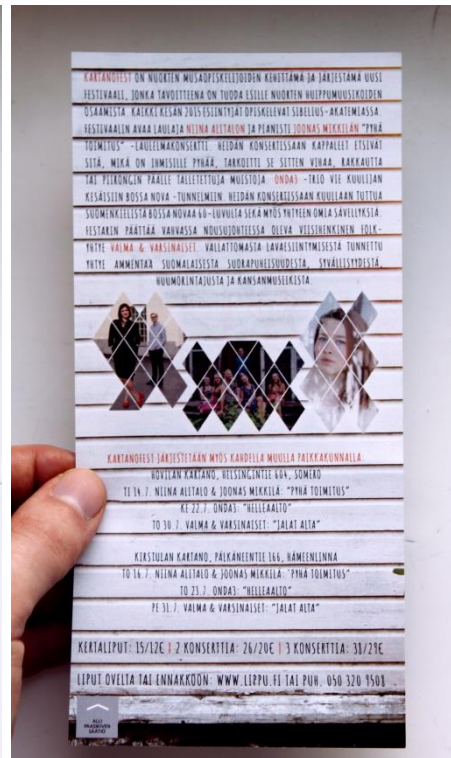 KARTANOFEST ON NUORTEN MUSAOPISKELIJOIDEN KEHITTÄMÄ JA JÄRJESTÄMÄ UUSI
FESTIVAALI, JONKA TAVOITTEENA ON TUODA ESILLE NUORTEN HUIPPUMUUSIKOIDEN
OSAAMISTA. KAIKKI KESÄN 2015 ESIINTYJÄT OPISKELEVAT SIBELIUS-AKATEMIASSA.
FESTIVAALIN AVAA LAULAJA NIINA ALITALON JA PIANISTI JOONAS MIKKILÄN "PYHÄ
TOIMITUS" -LAULELMAKONSERTTI. HEIDÄN KONSERTISSAAN KAPPALEET ETSIVÄT
SITÄ, MIKÄ ON IHMISILLE PYHÄÄ, TARKOITTI SE SITTEN VIHAA, RAKKAUTTA
TAI PIIRONGIN PÄÄLLE TALLETETTUJA MUISTOJA. ONDA3 -TRIO VIE KUULIJAN
KESÄISIIN BOSSA NOVA -TUNNELMIIN. HEIDÄN KONSERTISSAAN KUULLAAN TUTTUA
SUOMENKIELISTÄ BOSSA NOVAA 60-LUVULTA SEKÄ MYÖS YHTYEEN OMIA SÄVELLYKSIÄ.
FESTARIN PÄÄTTÄÄ VAHVASSA NOUSUJOHTEESSA OLEVA VIISIHENKINEN FOLK-
YHTYE VALMA & VARSINAISET. VALLATTOMASTA LAVAESIINTYMISESTÄ TUNNETTU
YHTYE AMMENTAA SUOMALAISESTA SUORAPUHEISUUDESTA, SYVÄLLISYYDESTÄ,
HUUMORINTAJUSTA JA KANSANMUSIIKISTA.
KARTANOFEST JÄRJESTETÄÄN MYÖS KAHDELLA MUULLA PAIKKAKUNNALLA:
HOVILAN KARTANO, HELSINGINTIE 604, SOMERO
TI 14.7. NIINA ALITALO & JOONAS MIKKILÄ: "PYHÄ TOIMITUS"
KE 22.7. ONDA3: "HELLEAALTO"
TO 30.7. VALMA & VARSINAISET: "JALAT ALTA"
KIRSTULAN KARTANO, PÄLKÄNEENTIE 166, HÄMEENLINNA
TO 16.7. NIINA ALITALO & JOONAS MIKKILÄ: "PYHÄ TOIMITUS"
TO 23.7. ONDA3: "HELLEAALTO"
PE 31.7. VALMA & VARSINAISET: "JALAT ALTA"
KERTALIPUT: 15/12€ | 2 KONSERTTIA: 26/20€ | 3 KONSERTTIA: 38/29€
LIPUT OVELTA TAI ENNAKKOON: WWW.LIPPU.FI TAI PUH. 050 320 9508
ALLI
PAASIKIVEN
SÄÄTIÖ